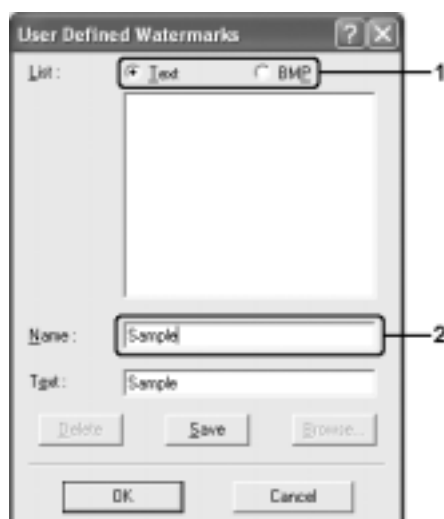 User Defined Watermarks
List : Text BMP 1
Name : Sample 2
Text : Sample
Delete Save Browse...
OK Cancel